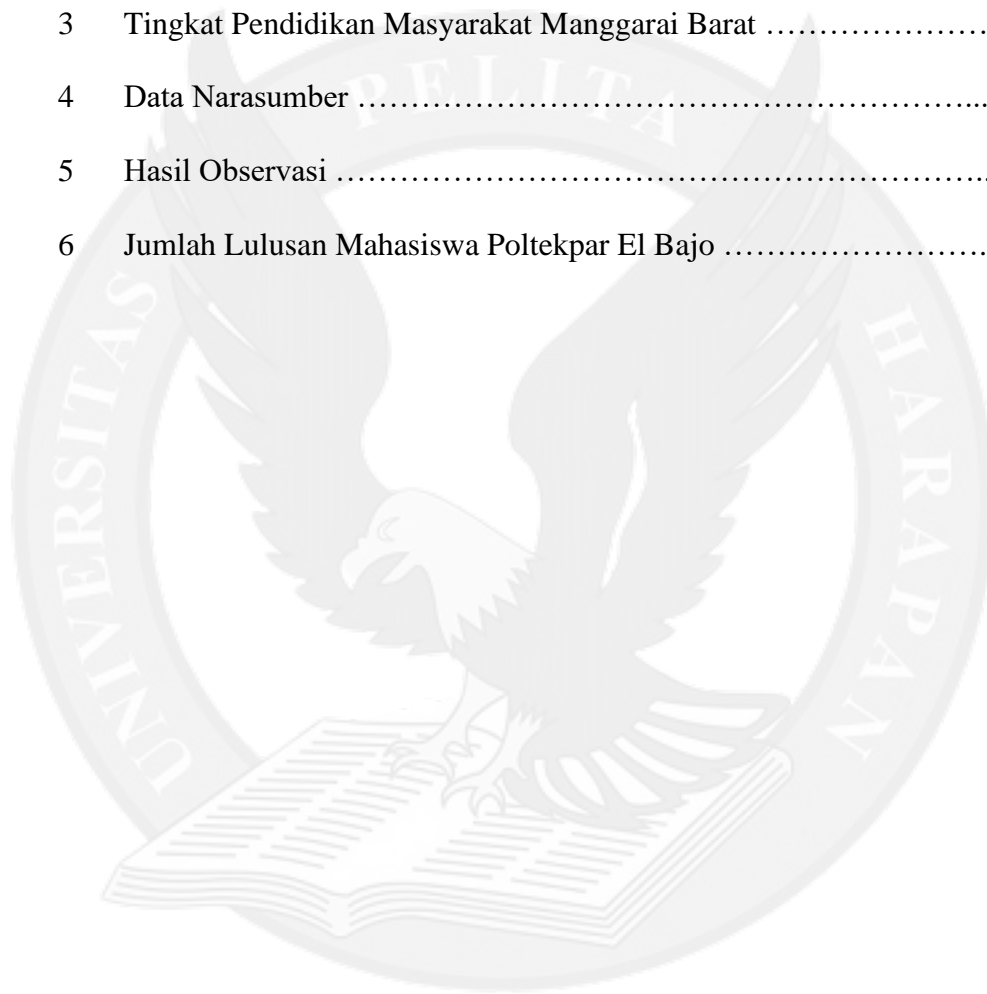 3 Tingkat Pendidikan Masyarakat Manggarai Barat …………………
4 Data Narasumber …………………………………………………...
5 Hasil Observasi ……………………………………………………..
6 Jumlah Lulusan Mahasiswa Poltekpar El Bajo …………………….
UNIVERSITAS PELITA HARAPAN